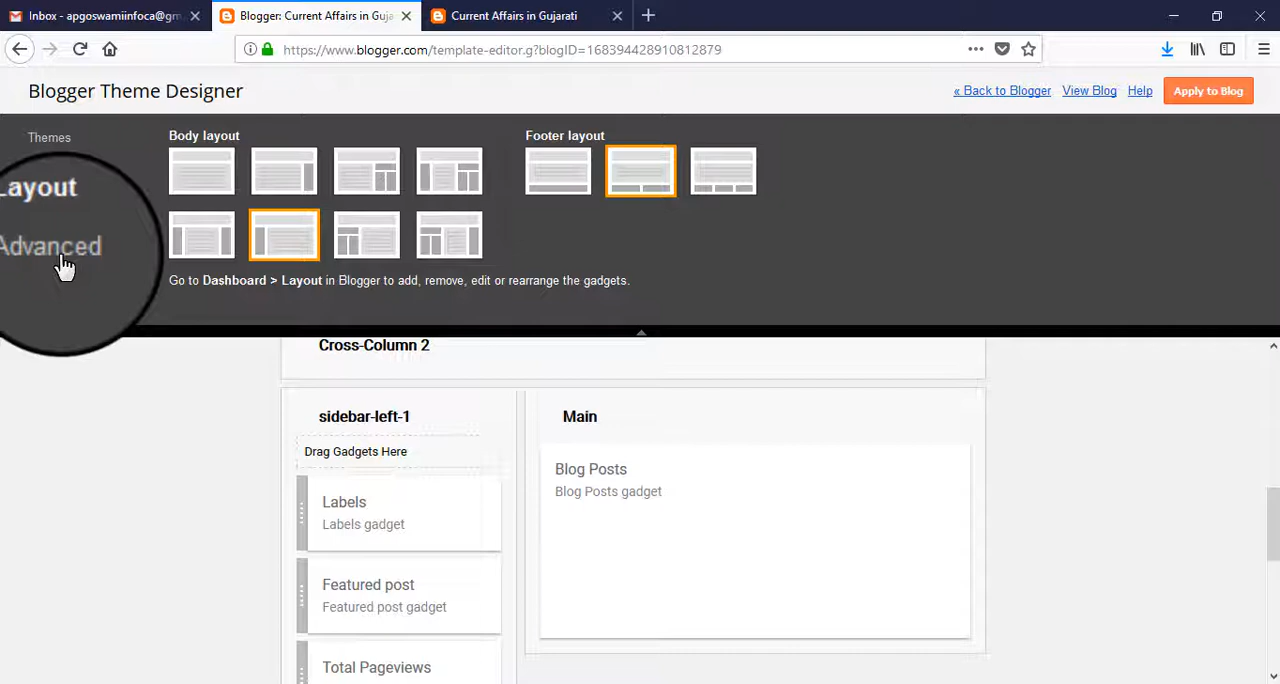 Inbox - apgoswamiinfoca@gm
Blogger: Current Affairs in Guja
Current Affairs in Gujarati
https://www.blogger.com/template-editor.g?blogID=168394428910812879
Blogger Theme Designer
« Back to Blogger
View Blog
Help
Apply to Blog
Themes
Layout
Advanced
Body layout
Footer layout
Go to Dashboard > Layout in Blogger to add, remove, edit or rearrange the gadgets.
Cross-Column 2
sidebar-left-1
Drag Gadgets Here
Labels
Labels gadget
Featured post
Featured post gadget
Total Pageviews
Main
Blog Posts
Blog Posts gadget